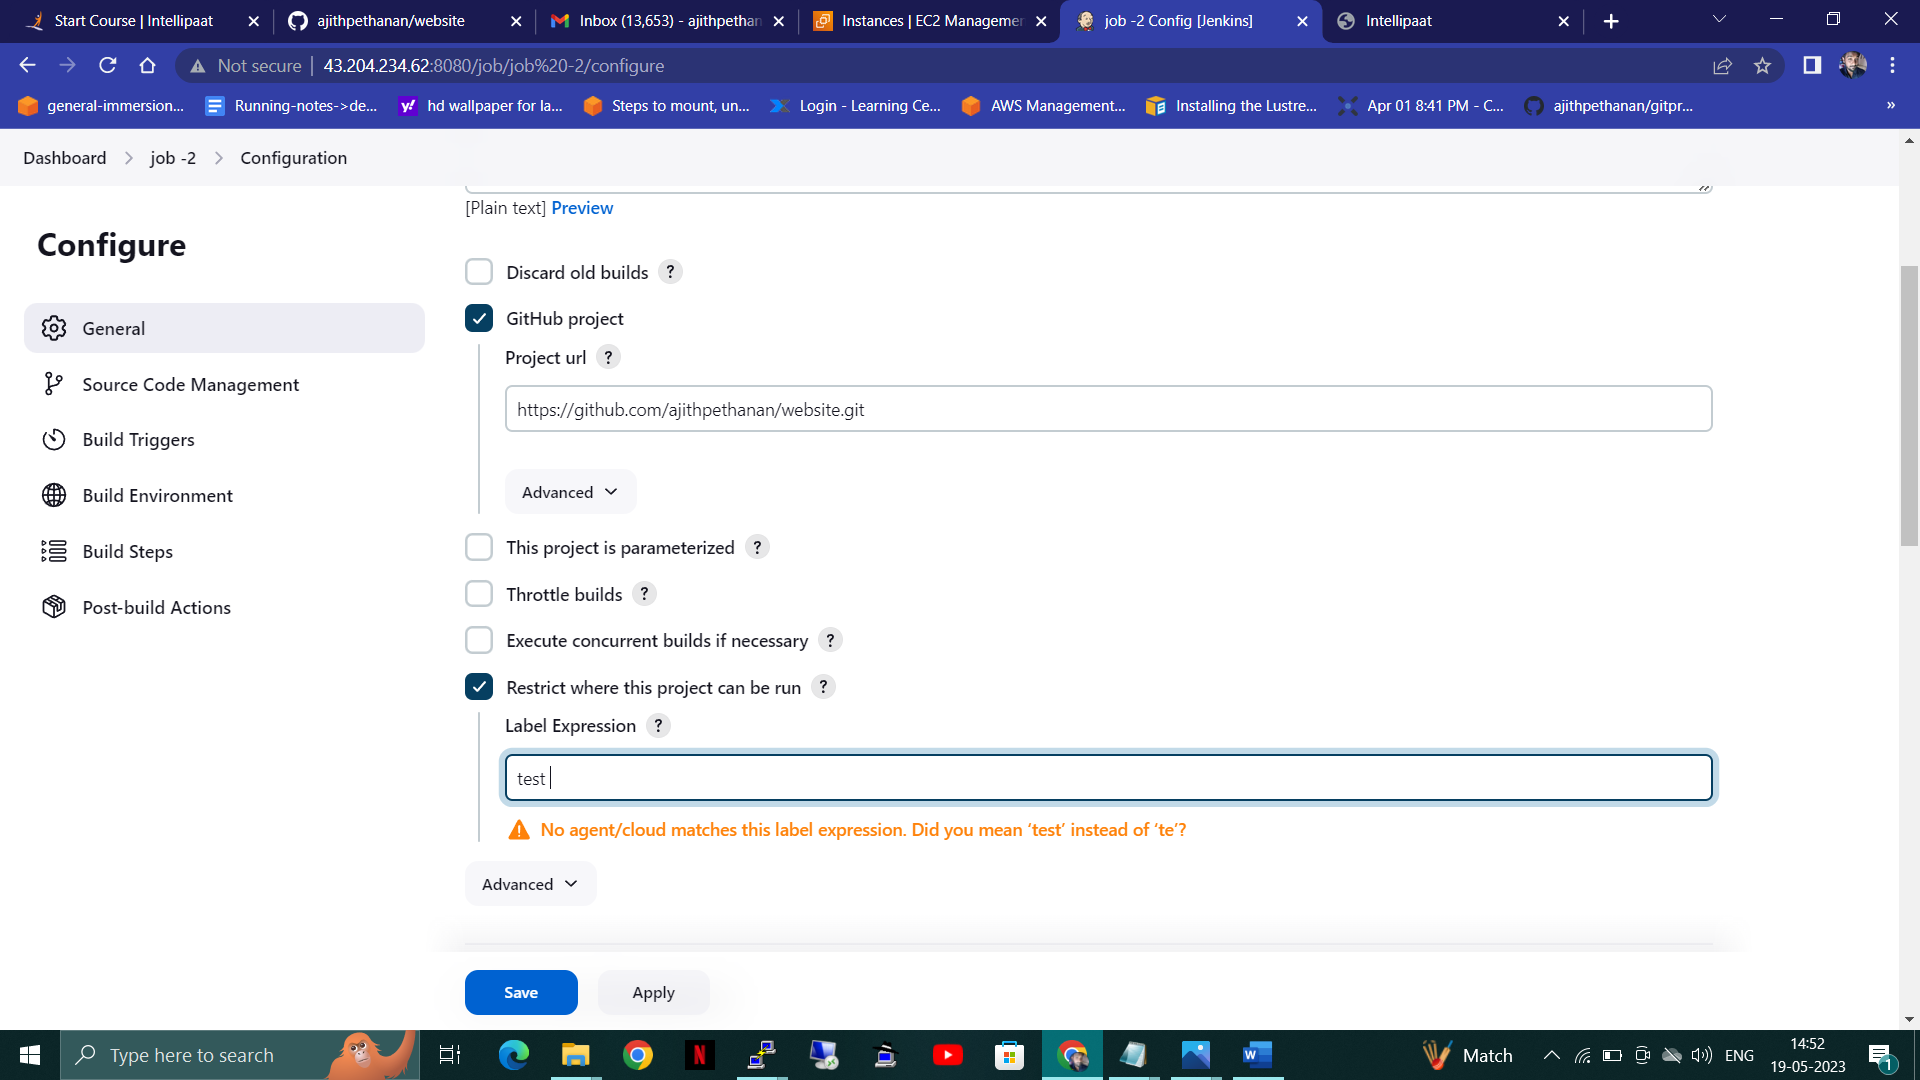 Start Course | Intellipaat
ajithpethanan/website
Inbox (13,653) - ajithpethan
Instances | EC2 Managemen
job -2 Config [Jenkins]
Intellipaat
Not secure
43.204.234.62:8080/job/job%20-2/configure
general-immersion...
Running-notes->de...
hd wallpaper for la...
Steps to mount, un...
Login - Learning Ce...
AWS Management...
Installing the Lustre...
Apr 01 8:41 PM - C...
ajithpethanan/gitpr...
»
Dashboard
job -2
Configuration
[Plain text] Preview
Configure
General
Source Code Management
Build Triggers
Build Environment
Build Steps
Post-build Actions
Discard old builds ?
GitHub project
Project url ?
https://github.com/ajithpethanan/website.git
Advanced
This project is parameterized ?
Throttle builds ?
Execute concurrent builds if necessary ?
Restrict where this project can be run ?
Label Expression ?
test
No agent/cloud matches this label expression. Did you mean ‘test’ instead of ‘te’?
Advanced
Save
Apply
Type here to search
Match
ENG
14:52
19-05-2023
1